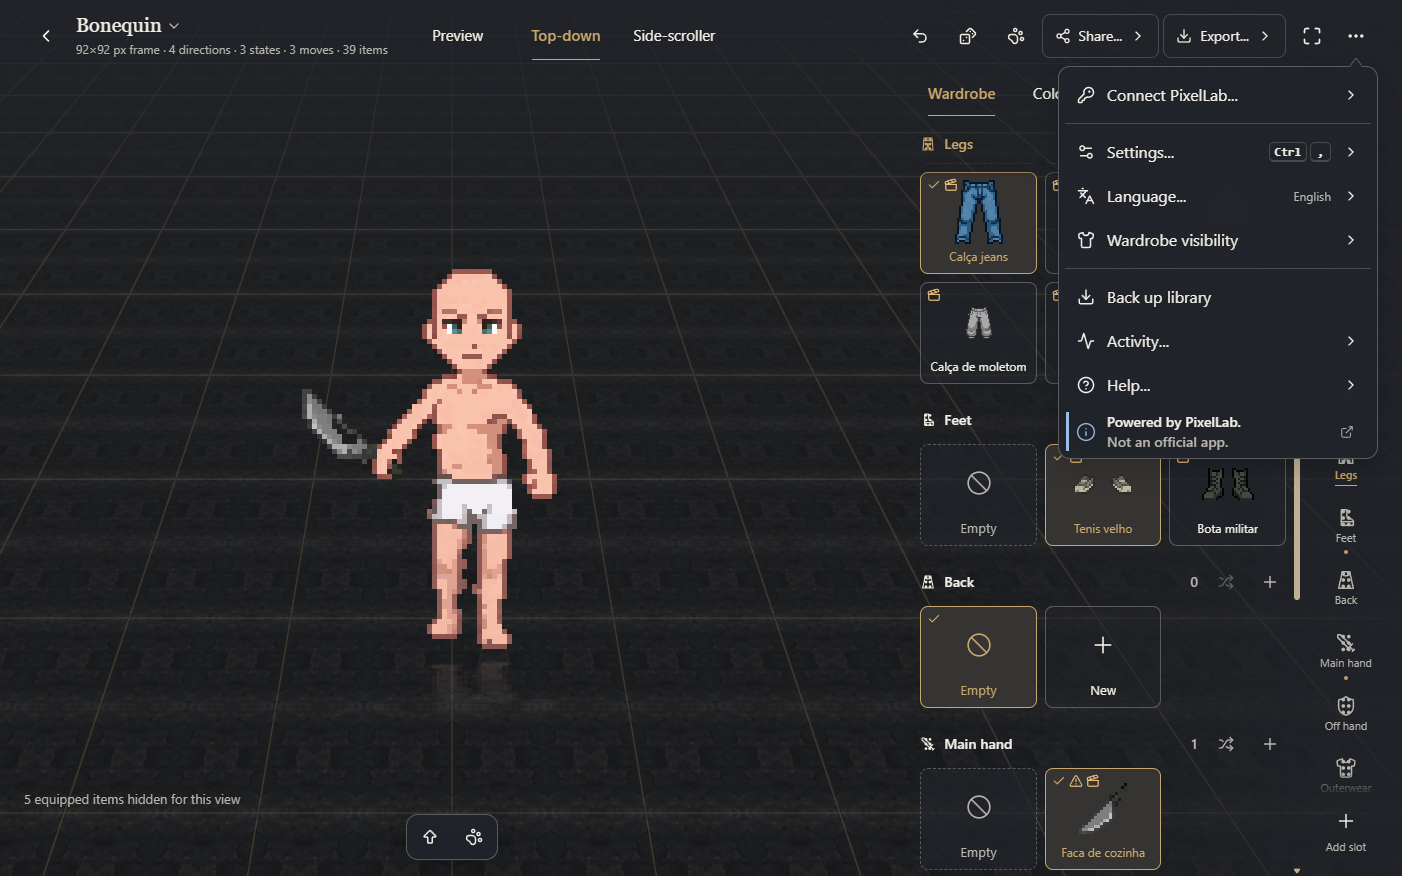 Bonequin
92×92 px frame · 4 directions · 3 states · 3 moves · 39 items
Preview
Top-down
Side-scroller
Share...
Export...
Wardrobe
Legs
Calça jeans
Calça de moletom
Connect PixelLab...
Settings...
Ctrl ,
Language...
English
Wardrobe visibility
Back up library
Activity...
Help...
Powered by PixelLab.
Not an official app.
Feet
Empty
Tenis velho
Bota militar
Back
0
Empty
New
Main hand
1
Empty
Faca de cozinha
Legs
Feet
Back
Main hand
Off hand
Outerwear
Add slot
5 equipped items hidden for this view